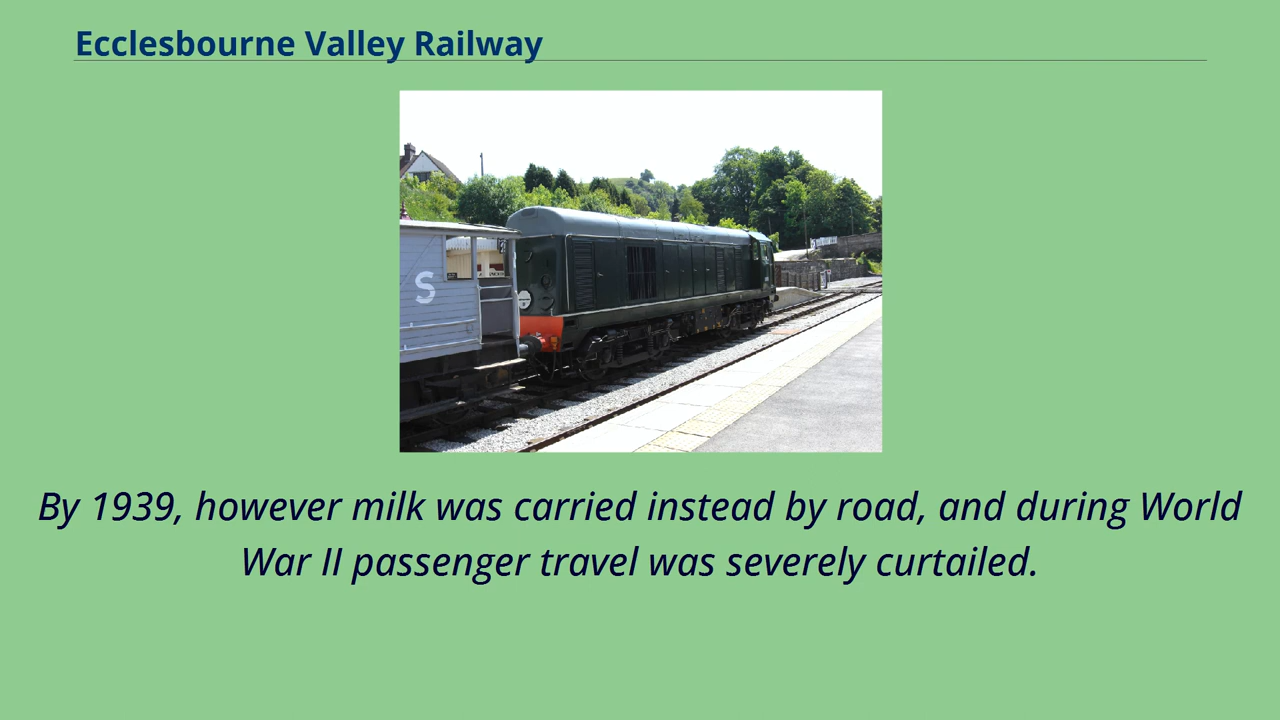 Ecclesbourne Valley Railway
S
By 1939, however milk was carried instead by road, and during World
War II passenger travel was severely curtailed.